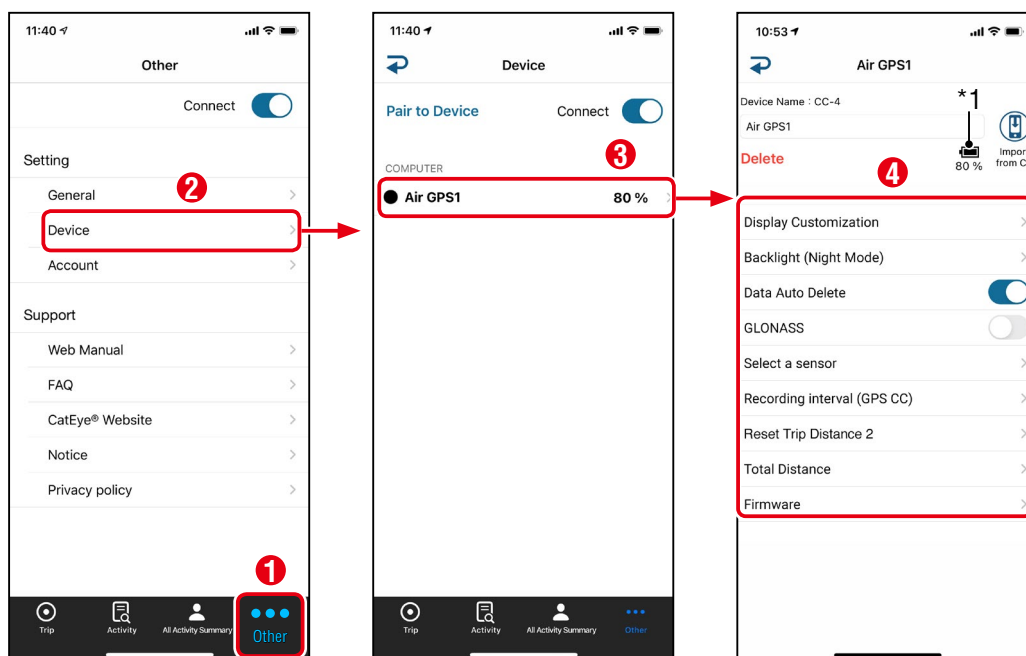 11:40
Other
Connect
Setting
2
General
Device
Account
Support
Web Manual
FAQ
CatEye® Website
Notice
Privacy policy
1
Trip
Activity
All Activity Summary
Other
11:40
Device
Pair to Device
Connect
3
COMPUTER
Air GPS1
80 %
Trip
Activity
All Activity Summary
Other
10:53
Air GPS1
Device Name : CC-4
*1
Air GPS1
Delete
80 %
Impor
from C
4
Display Customization
Backlight (Night Mode)
Data Auto Delete
GLONASS
Select a sensor
Recording interval (GPS CC)
Reset Trip Distance 2
Total Distance
Firmware